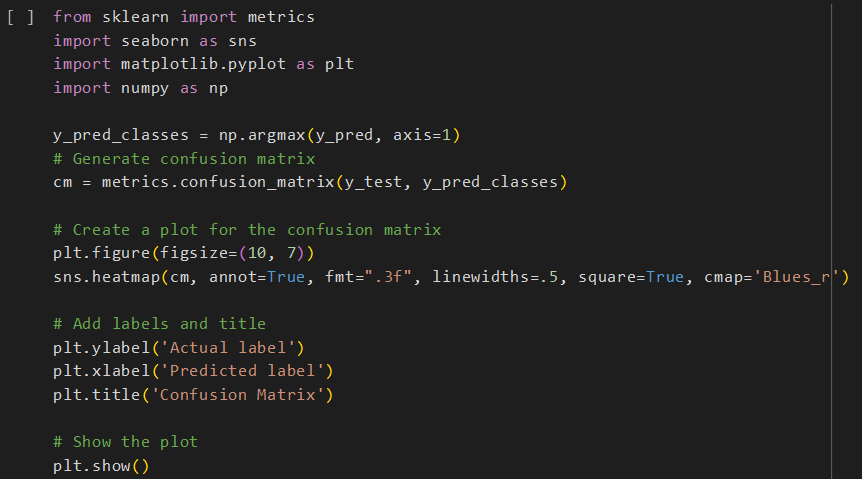 [ ] from sklearn import metrics
import seaborn as sns
import matplotlib.pyplot as plt
import numpy as np
y_pred_classes = np.argmax(y_pred, axis=1)
# Generate confusion matrix
cm = metrics.confusion_matrix(y_test, y_pred_classes)
# Create a plot for the confusion matrix
plt.figure(figsize=(10, 7))
sns.heatmap(cm, annot=True, fmt=".3f", linewidths=.5, square=True, cmap='Blues_r')
# Add labels and title
plt.ylabel('Actual label')
plt.xlabel('Predicted label')
plt.title('Confusion Matrix')
# Show the plot
plt.show()